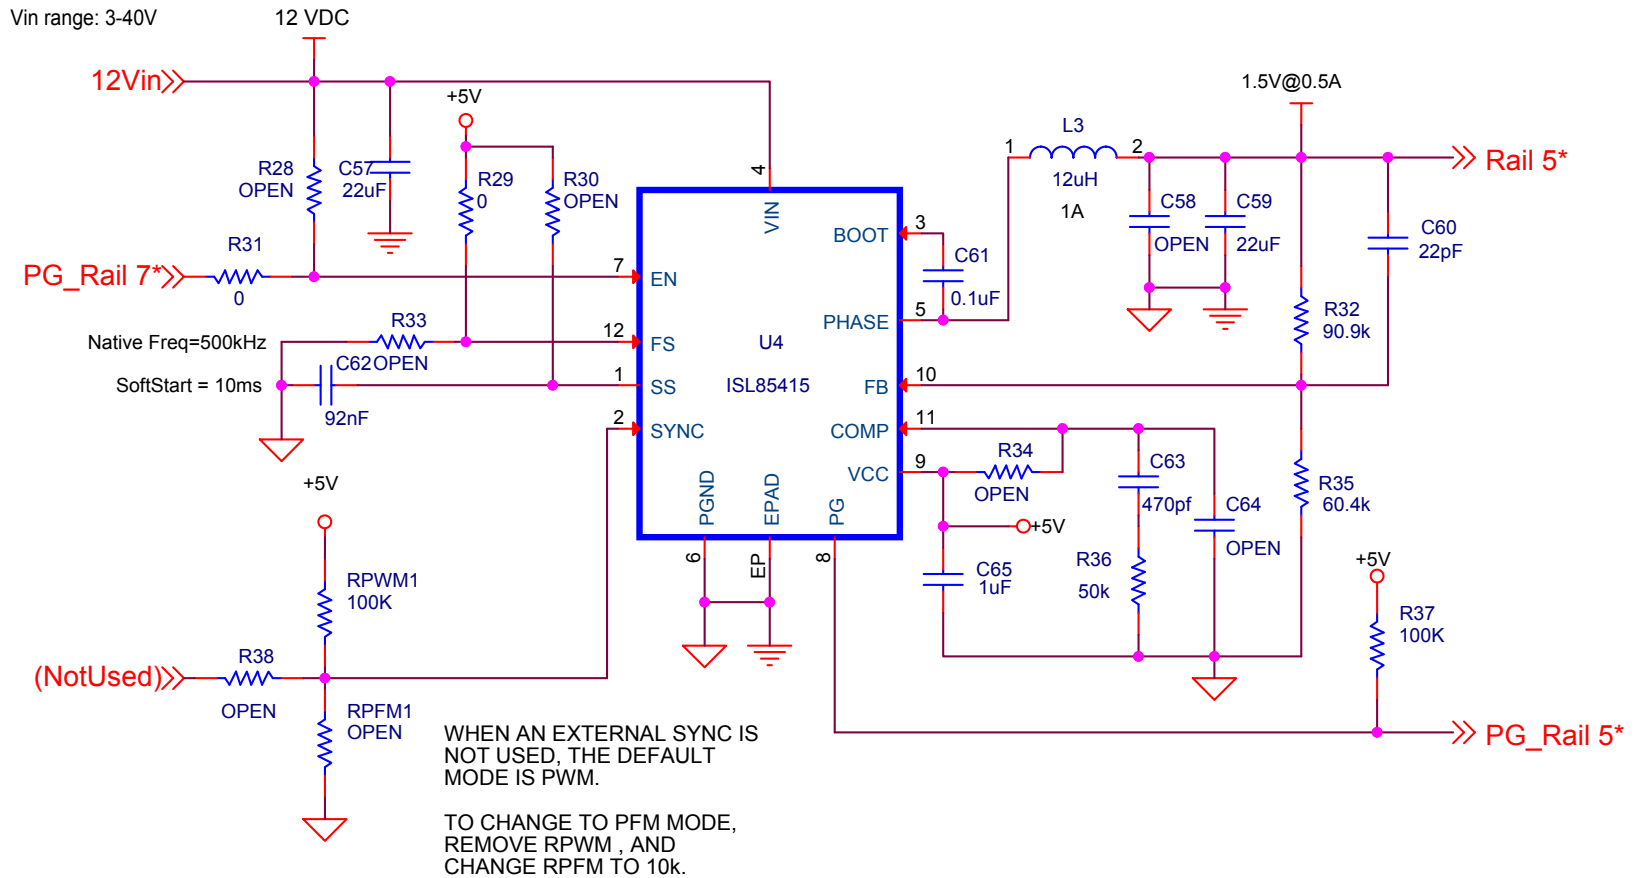 Vin range: 3-40V
12 VDC
12Vin
+5V
1.5V@0.5A
L3
1
2
12uH
1A
Rail 5*
R28
OPEN
C57
22uF
R29
0
R30
OPEN
4
VIN
3
BOOT
C61
0.1uF
C58
OPEN
C59
22uF
C60
22pF
R31
0
PG_Rail 7*
7
EN
5
PHASE
R32
90.9k
Native Freq=500kHz
R33
OPEN
12
FS
U4
ISL85415
SoftStart = 10ms
C62
92nF
1
SS
10
FB
2
SYNC
11
COMP
9
VCC
R34
OPEN
C63
470pf
C64
OPEN
R35
60.4k
PGND
EPAD
PG
6
EP
8
+5V
C65
1uF
R36
50k
+5V
R37
100K
+5V
RPWM1
100K
(NotUsed)
R38
OPEN
RPFM1
OPEN
PG_Rail 5*
WHEN AN EXTERNAL SYNC IS
NOT USED, THE DEFAULT
MODE IS PWM.
TO CHANGE TO PFM MODE,
REMOVE RPWM , AND
CHANGE RPFM TO 10k.